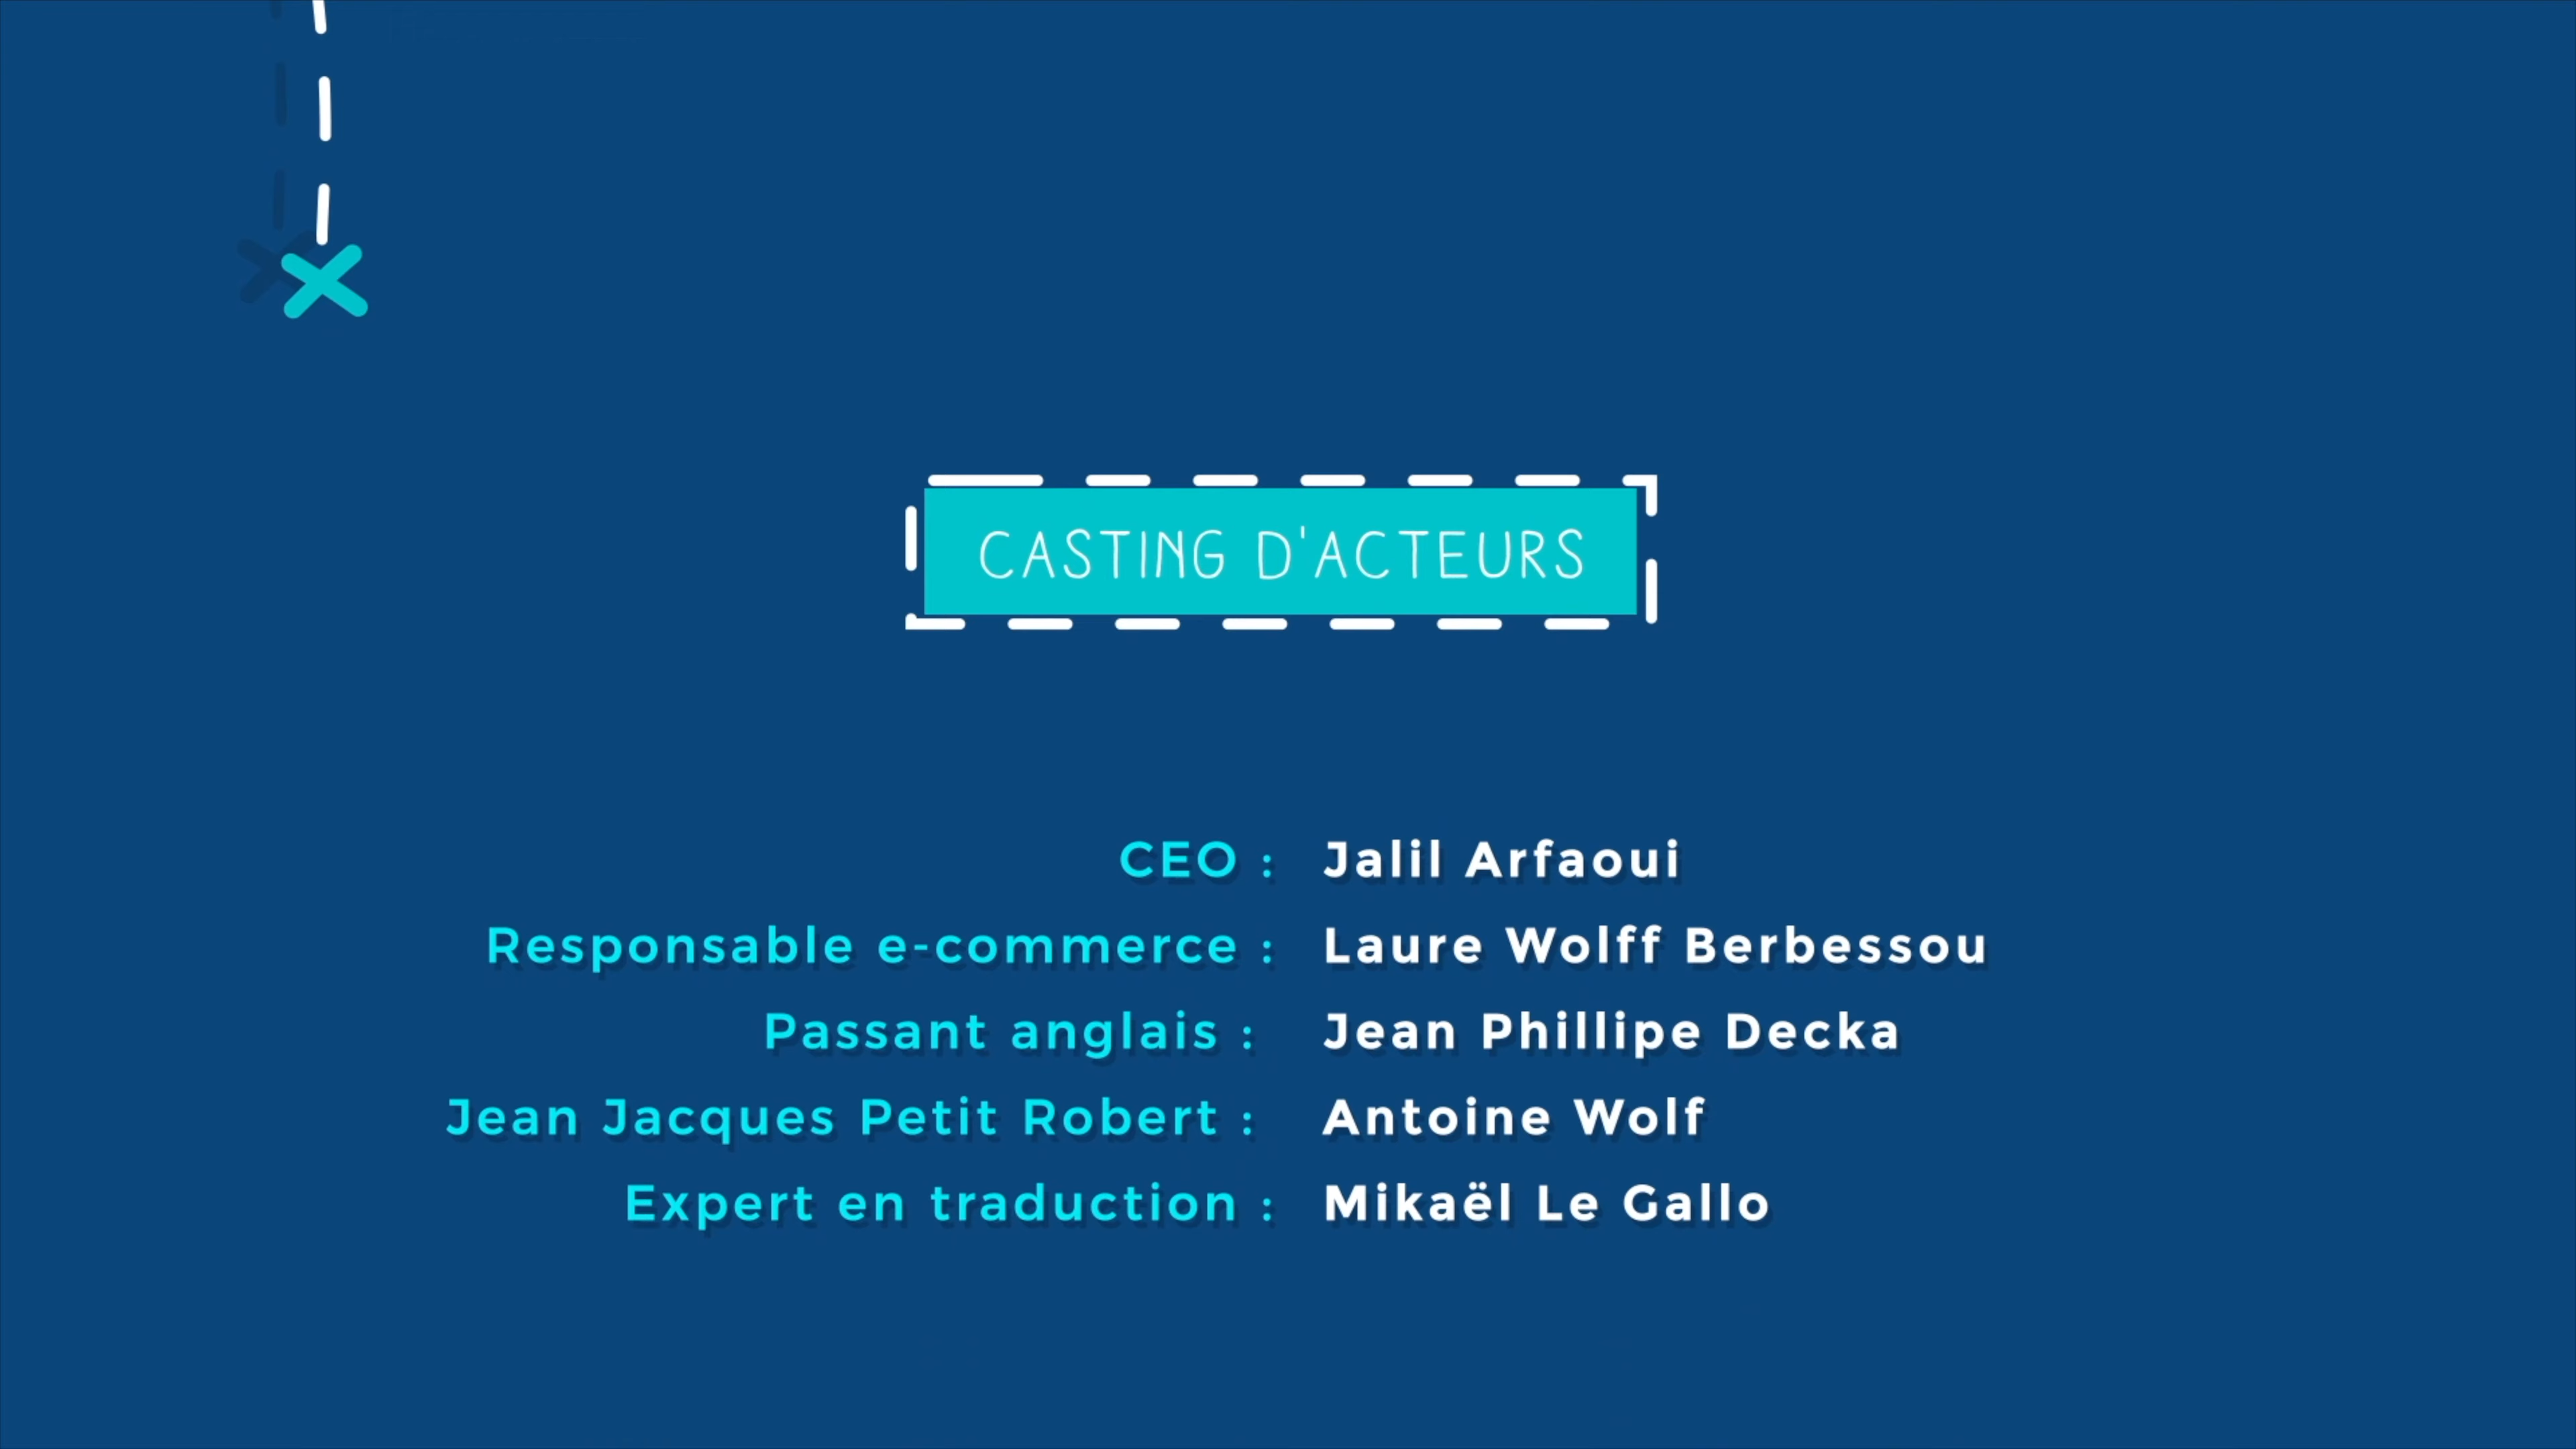 CASTING D'ACTEURS
CEO : Jalil Arfaoui
Responsable e-commerce : Laure Wolff Berbessou
Passant anglais : Jean Phillipe Decka
Jean Jacques Petit Robert : Antoine Wolf
Expert en traduction : Mikaël Le Gallo